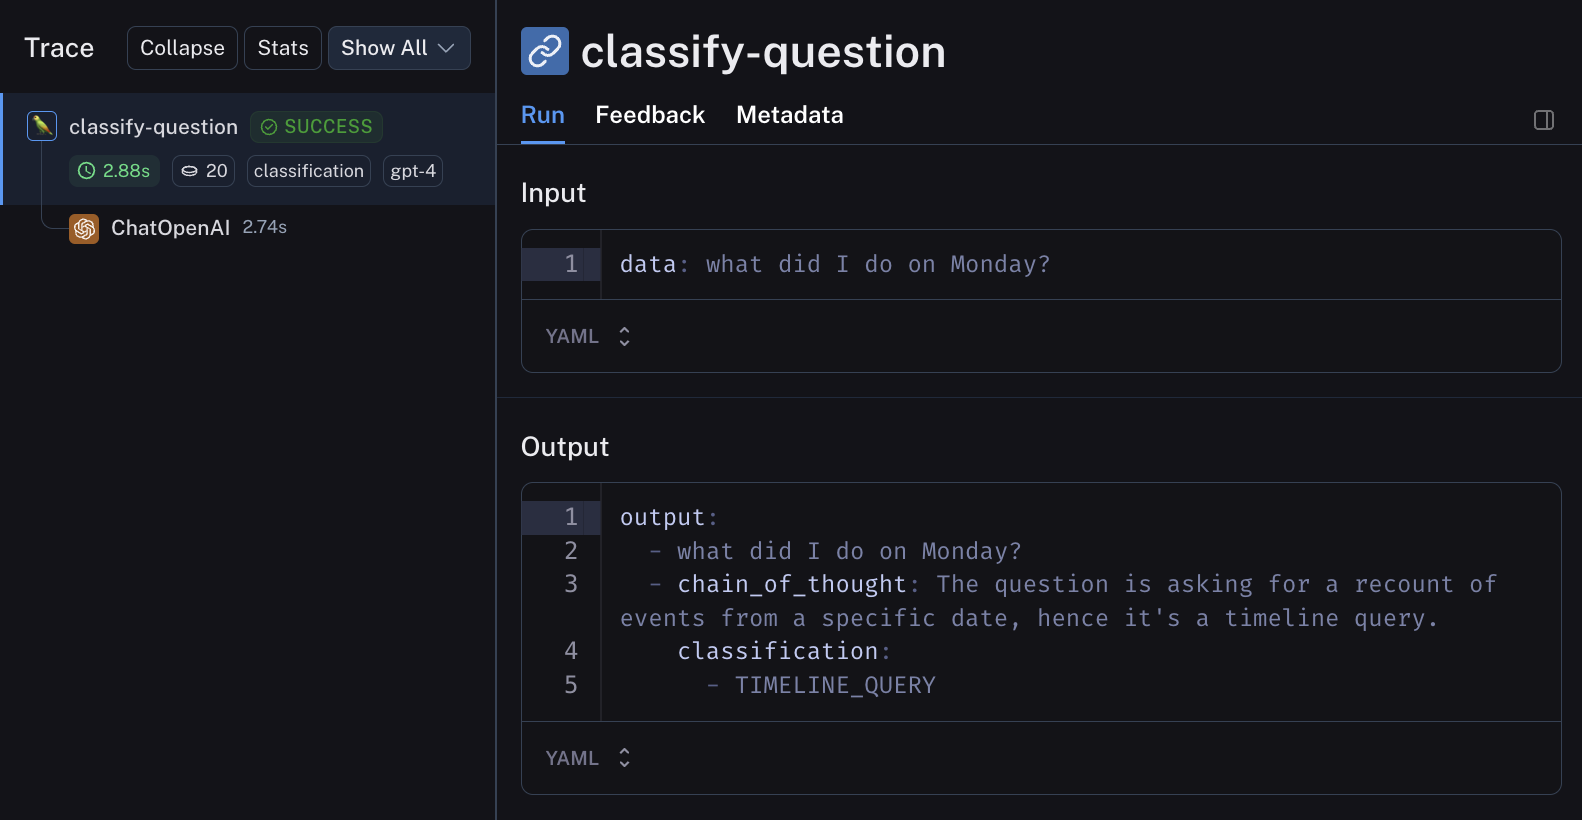 Trace
Collapse
Stats
Show All
classify-question
SUCCESS
2.88s
20
classification
gpt-4
ChatOpenAI 2.74s
classify-question
Run
Feedback
Metadata
Input
1 data: what did I do on Monday?
YAML
Output
1 output:
2 - what did I do on Monday?
3 - chain_of_thought: The question is asking for a recount of
events from a specific date, hence it's a timeline query.
4 classification:
5 - TIMELINE_QUERY
YAML